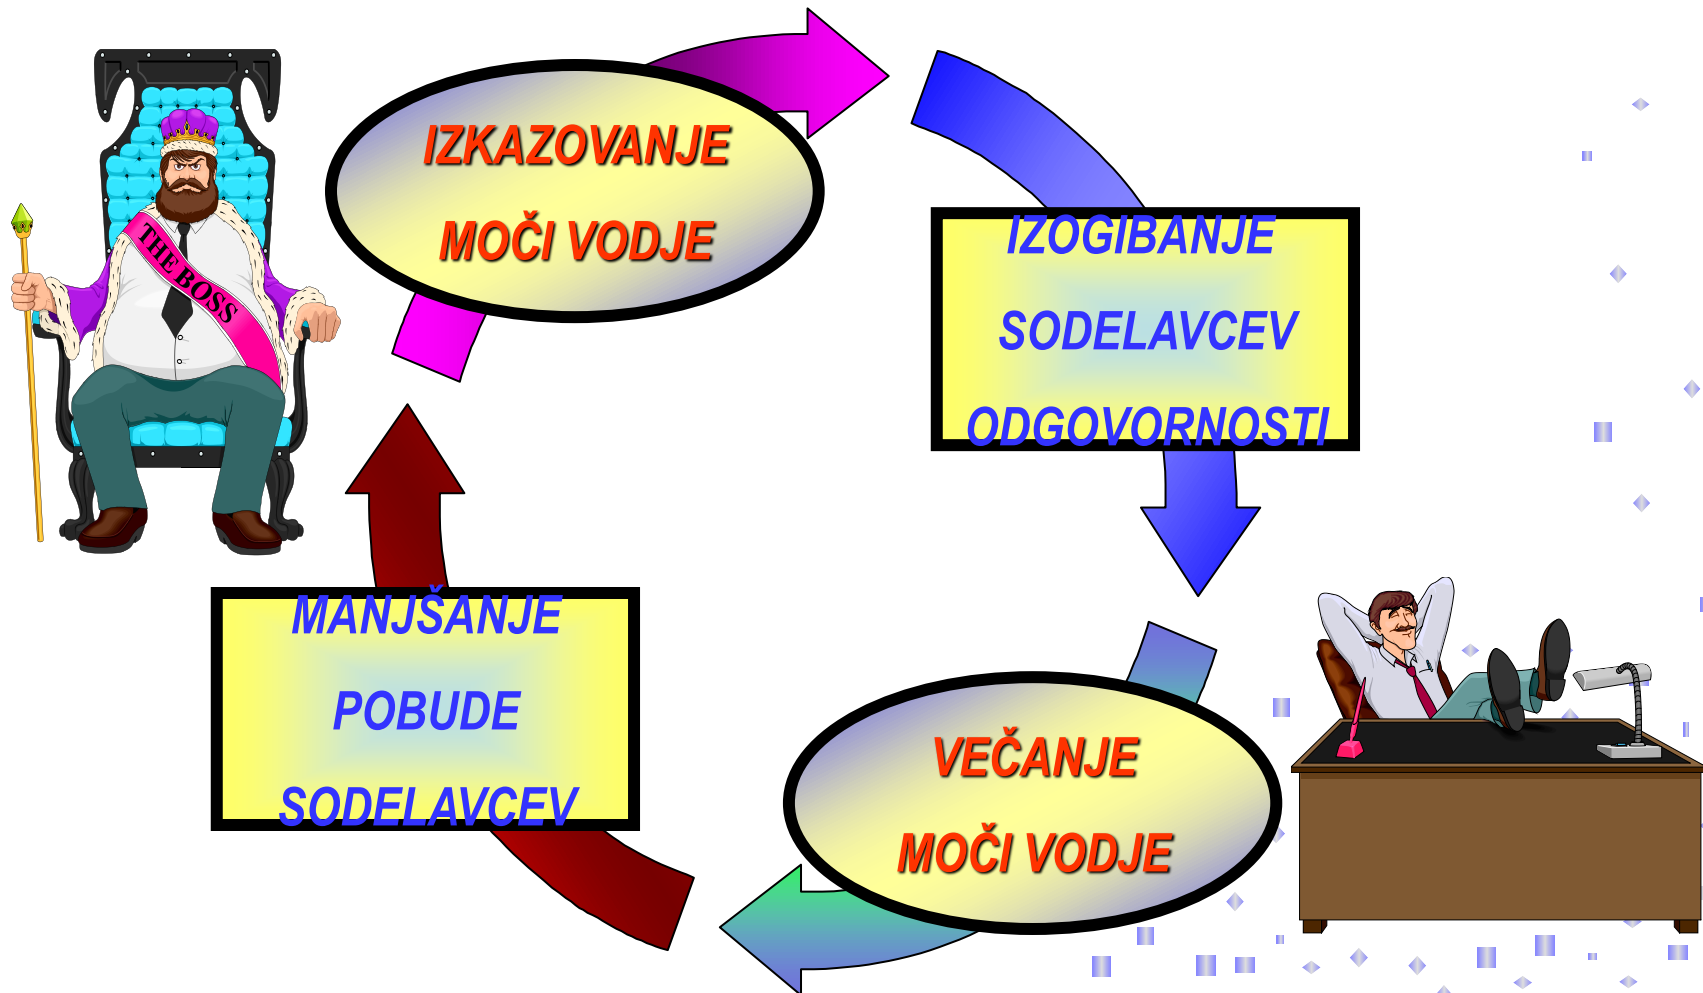 THE BOSS
IZKAZOVANJE
MOČI VODJE
IZOGIBANJE
SODELAVCEV
ODGOVORNOSTI
VEČANJE
MOČI VODJE
MANJŠANJE
POBUDE
SODELAVCEV